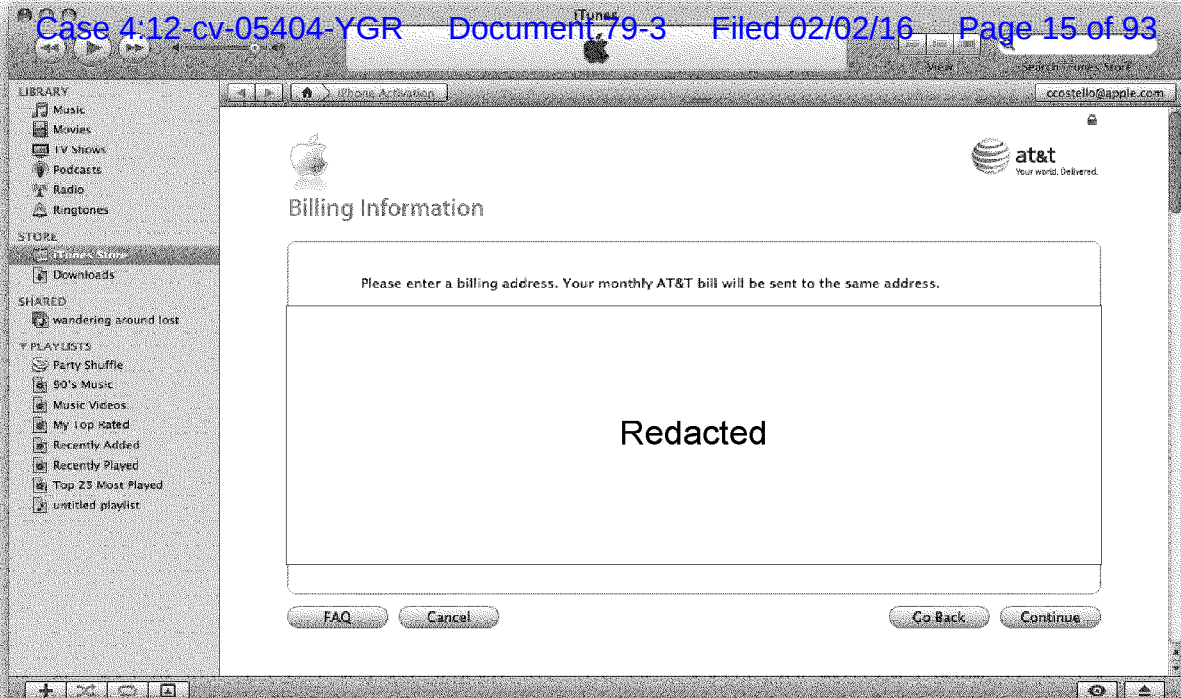 iTunes
Case 4:12-cv-05404-YGR Document 79-3 Filed 02/02/16 Page 15 of 93
View Search iTunes Store
LIBRARY
Music
Movies
TV Shows
Podcasts
Radio
Ringtones
STORE
iTunes Store
Downloads
SHARED
wandering around lost
PLAYLISTS
Party Shuffle
90's Music
Music Videos
My Top Rated
Recently Added
Recently Played
Top 25 Most Played
untitled playlist
iPhone Activation
ccostello@apple.com
at&t
Your world. Delivered.
Billing Information
Please enter a billing address. Your monthly AT&T bill will be sent to the same address.
Redacted
FAQ Cancel Go Back Continue